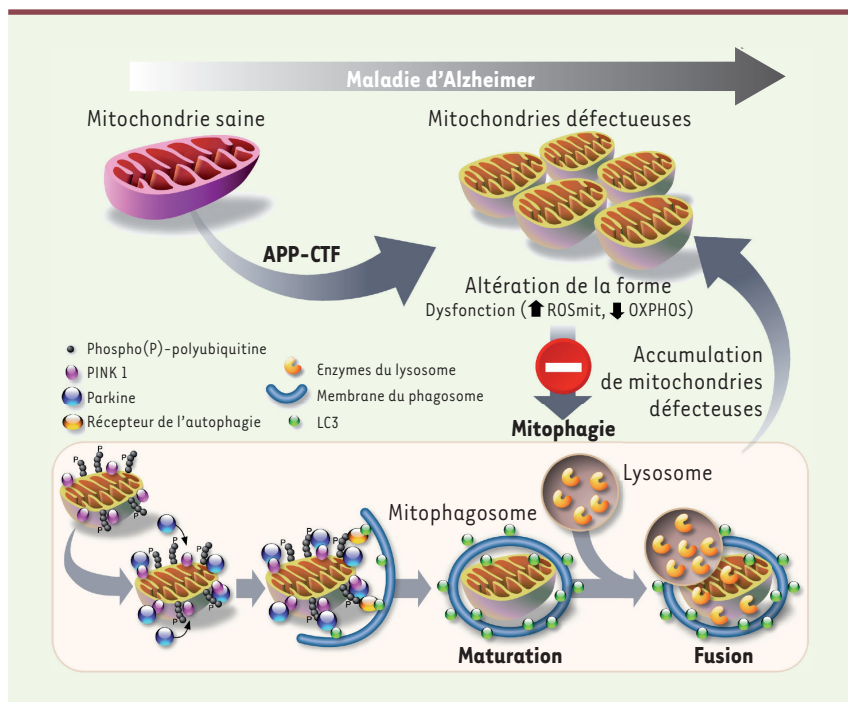 Maladie d'Alzheimer
Mitochondrie saine
Mitochondries défectueuses
APP-CTF
Altération de la forme
Dysfonction (⬆ ROSmit, ⬇ OXPHOS)
Phospho(P)-polyubiquitine
PINK 1
Parkine
Récepteur de l'autophagie
Enzymes du lysosome
Membrane du phagosome
LC3
Accumulation
de mitochondries
défecteuses
Mitophagie
Lysosome
Mitophagosome
P P P
P
P
P
P
P
P
P
P
Maturation
Fusion